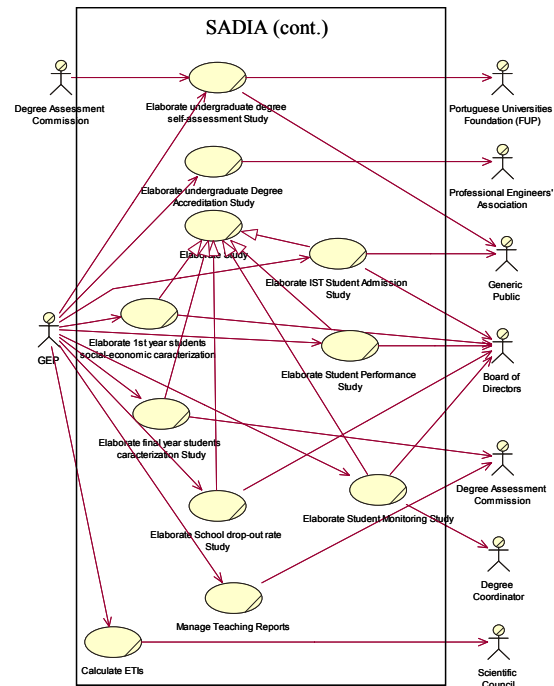 SADIA (cont.)
Degree Assessment
Commission
Elaborate undergraduate degree
self-assessment Study
Portuguese Universities
Foundation (FUP)
Elaborate undergraduate Degree
Accreditation Study
Professional Engineers'
Association
Elaborate Study
Elaborate IST Student Admission
Study
Generic
Public
GEP
Elaborate 1st year students
social-economic caracterization
Elaborate Student Performance
Study
Board of
Directors
Elaborate final year students
caracterization Study
Degree Assessment
Commission
Elaborate School drop-out rate
Study
Elaborate Student Monitoring Study
Degree
Coordinator
Manage Teaching Reports
Calculate ETIs
Scientific
Council